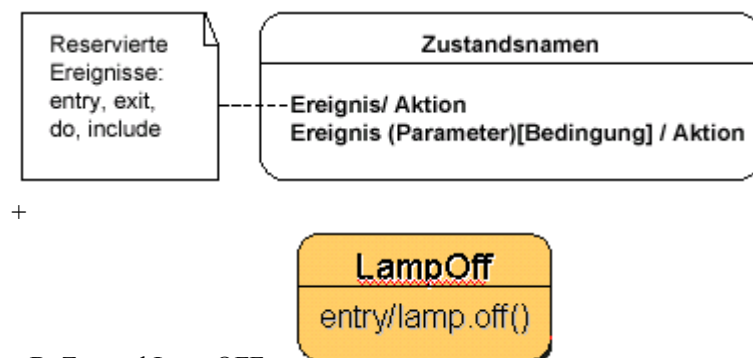 Reservierte
Ereignisse:
entry, exit,
do, include
Zustandsnamen
Ereignis/ Aktion
Ereignis (Parameter)[Bedingung] / Aktion
+
LampOff
entry/lamp.off()